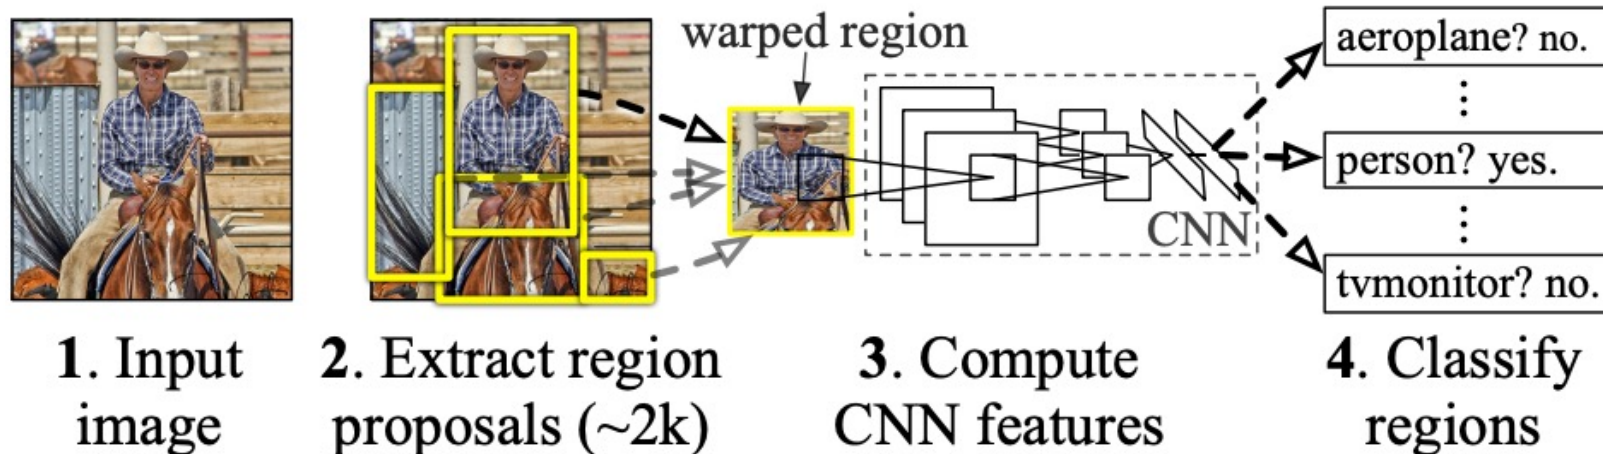 warped region
aeroplane? no.
⋮
person? yes.
CNN
⋮
tvmonitor? no.
1. Input
image
2. Extract region
proposals (~2k)
3. Compute
CNN features
4. Classify
regions